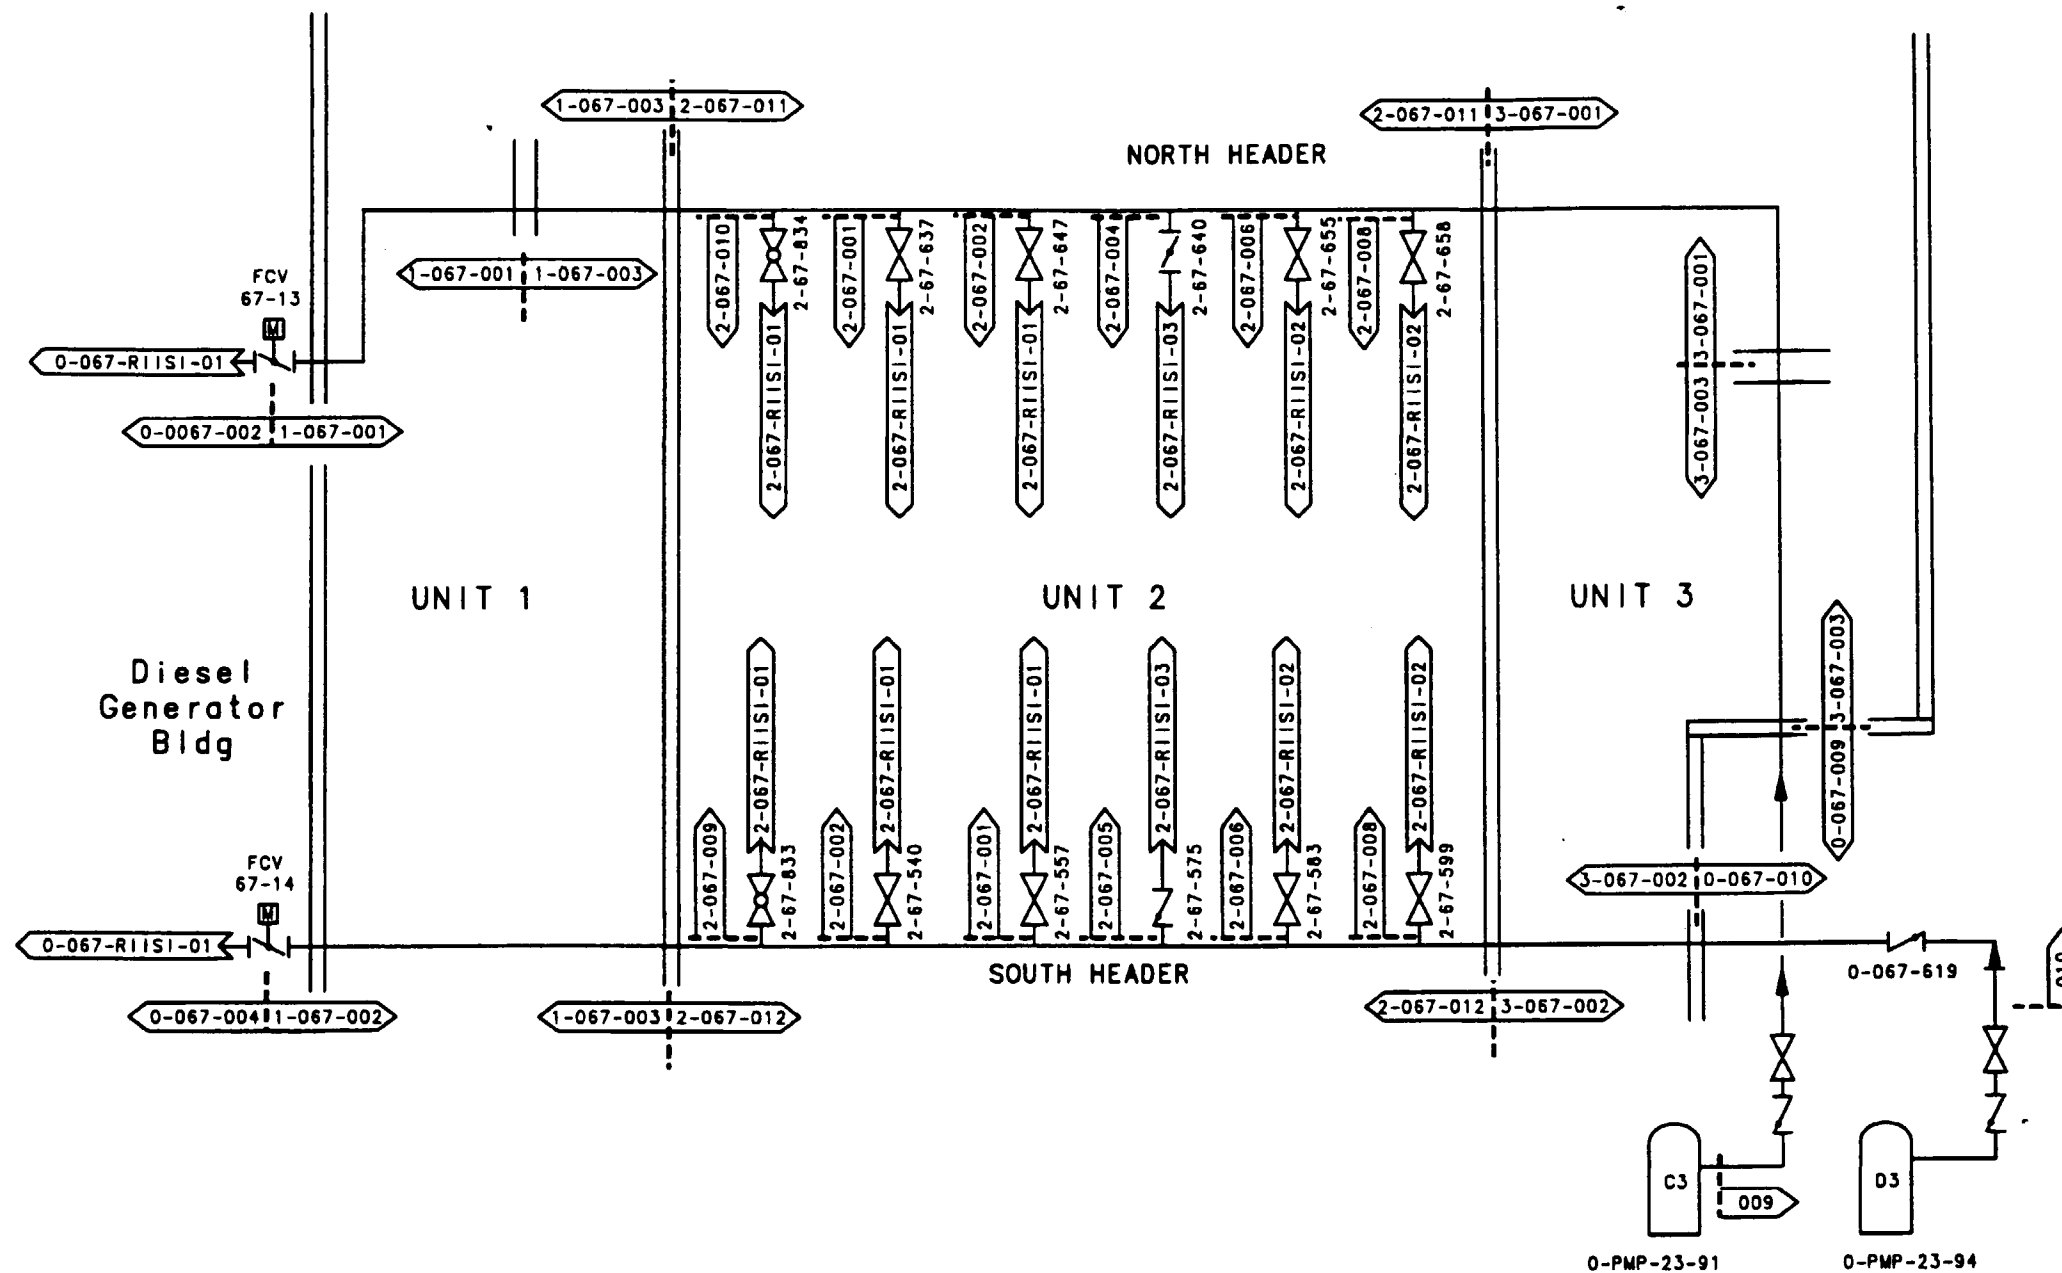 1-067-003 2-067-011
2-067-011 3-067-001
NORTH HEADER
1-067-001 1-067-003
FCV
67-13
M
0-067-RIISI-01
0-0067-002 1-067-001
2-067-010
2-67-834
2-067-RIISI-01
2-067-001
2-67-637
2-067-RIISI-01
2-067-002
2-67-647
2-067-RIISI-01
2-067-004
2-67-640
2-067-RIISI-03
2-067-006
2-67-655
2-067-RIISI-02
2-067-008
2-67-658
2-067-RIISI-02
3-067-003 3-067-001
UNIT 1
UNIT 2
UNIT 3
Diesel
Generator
Bldg
0-067-009 3-067-003
2-067-RIISI-01
2-067-009
2-67-833
2-067-RIISI-01
2-067-002
2-67-540
2-067-RIISI-01
2-067-001
2-67-557
2-067-RIISI-03
2-067-005
2-67-575
2-067-RIISI-02
2-067-006
2-67-583
2-067-RIISI-02
2-067-008
2-67-599
3-067-002 0-067-010
FCV
67-14
M
0-067-RIISI-01
SOUTH HEADER
0-067-619
0-067-004 1-067-002
1-067-003 2-067-012
2-067-012 3-067-002
C3
009
D3
0-PMP-23-91
0-PMP-23-94